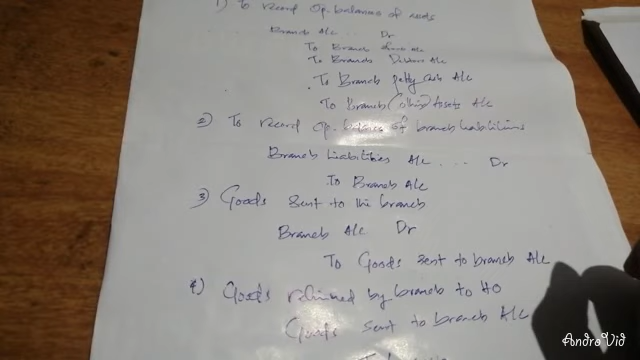 1) To record Op. balances of assets
Branch A/c ... Dr
To Branch Stock A/c
To Branch Debtors A/c
To Branch petty cash A/c
To Branch (other) Assets A/c
2) To record Op. balances of branch liabilities
Branch liabilities A/c ... Dr
To Branch A/c
3) Goods sent to the branch
Branch A/c Dr
To Goods sent to branch A/c
4) Goods returned by branch to HO
Goods sent to branch A/c
To
AndroVid